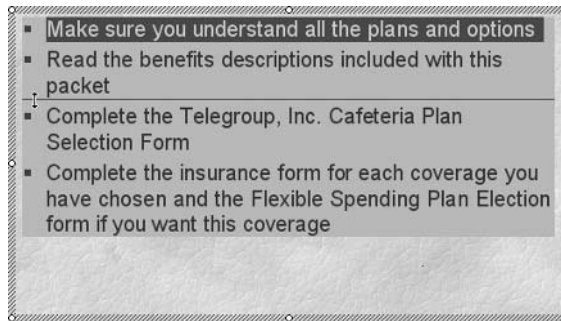 ▪ Make sure you understand all the plans and options
▪ Read the benefits descriptions included with this
packet
▪ Complete the Telegroup, Inc. Cafeteria Plan
Selection Form
▪ Complete the insurance form for each coverage you
have chosen and the Flexible Spending Plan Election
form if you want this coverage